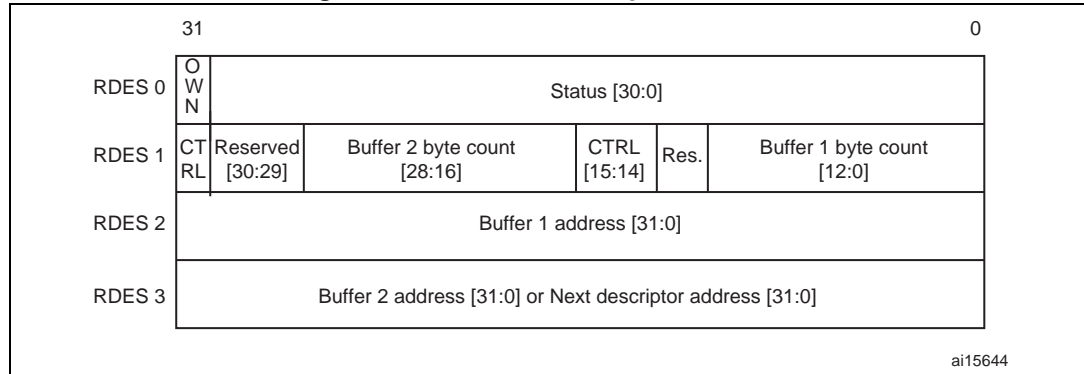 31 0
RDES 0
O
W
N
Status [30:0]
RDES 1
CT
RL
Reserved
[30:29]
Buffer 2 byte count
[28:16]
CTRL
[15:14]
Res.
Buffer 1 byte count
[12:0]
RDES 2
Buffer 1 address [31:0]
RDES 3
Buffer 2 address [31:0] or Next descriptor address [31:0]
ai15644